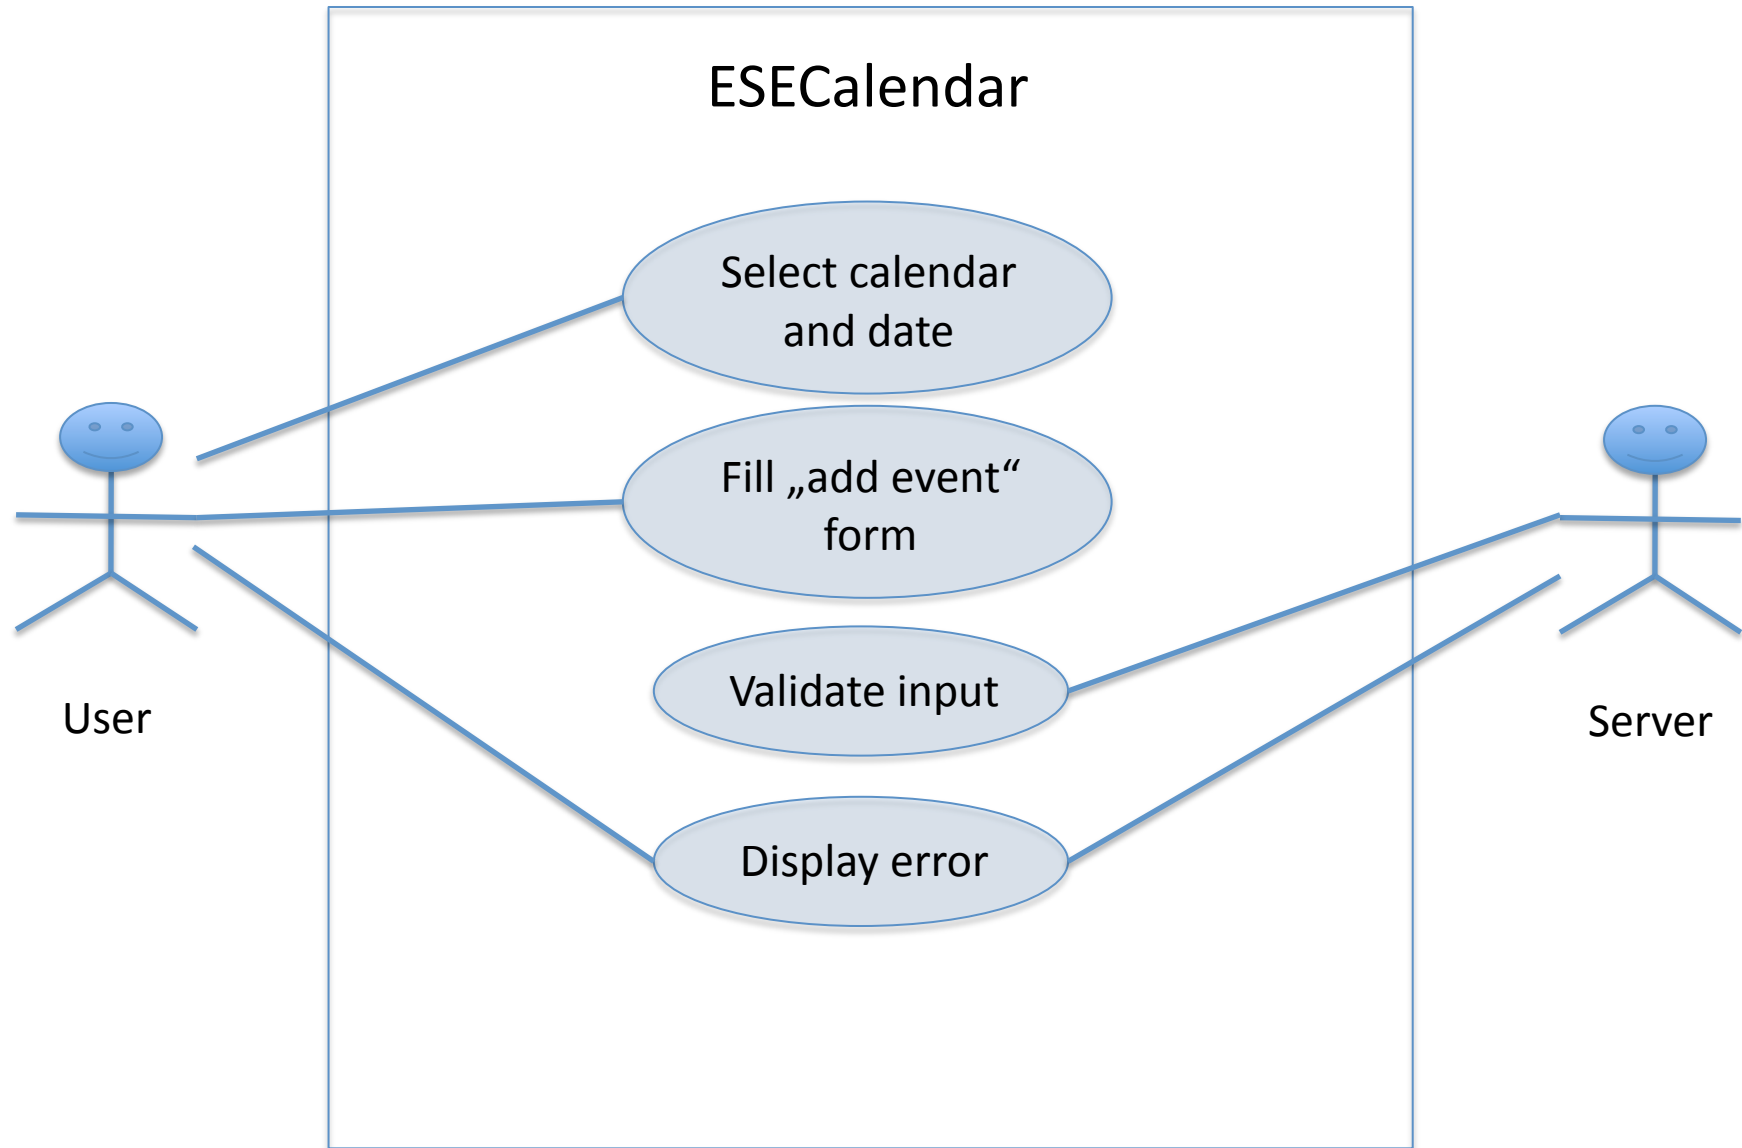 ESECalendar
Select calendar
and date
Fill „add event“
form
Validate input
User
Server
Display error